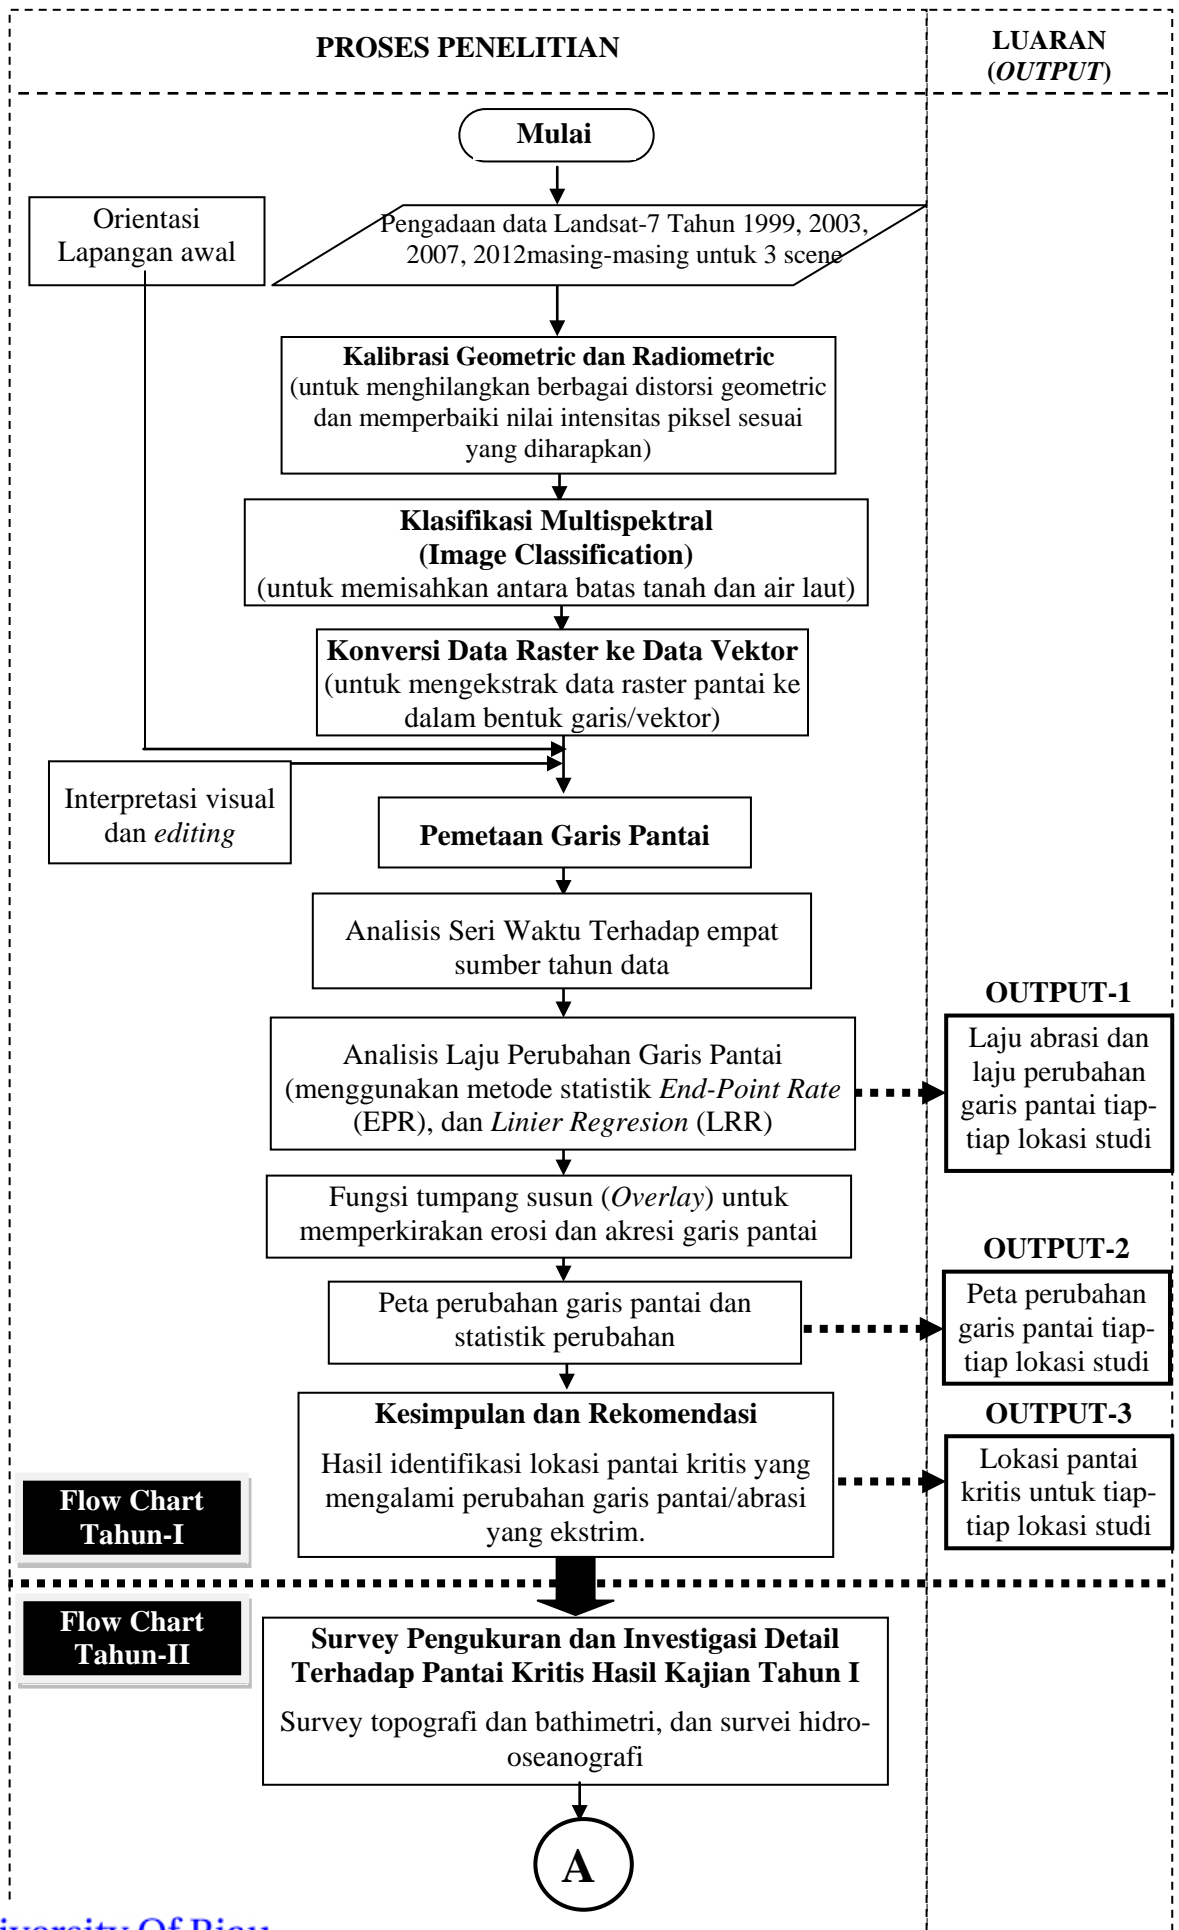 PROSES PENELITIAN
LUARAN
(OUTPUT)
Mulai
Orientasi
Lapangan awal
Pengadaan data Landsat-7 Tahun 1999, 2003,
2007, 2012masing-masing untuk 3 scene
Kalibrasi Geometric dan Radiometric
(untuk menghilangkan berbagai distorsi geometric
dan memperbaiki nilai intensitas piksel sesuai
yang diharapkan)
Klasifikasi Multispektral
(Image Classification)
(untuk memisahkan antara batas tanah dan air laut)
Konversi Data Raster ke Data Vektor
(untuk mengekstrak data raster pantai ke
dalam bentuk garis/vektor)
Interpretasi visual
dan editing
Pemetaan Garis Pantai
Analisis Seri Waktu Terhadap empat
sumber tahun data
Analisis Laju Perubahan Garis Pantai
(menggunakan metode statistik End-Point Rate
(EPR), dan Linier Regresion (LRR)
OUTPUT-1
Laju abrasi dan
laju perubahan
garis pantai tiap-
tiap lokasi studi
Fungsi tumpang susun (Overlay) untuk
memperkirakan erosi dan akresi garis pantai
Peta perubahan garis pantai dan
statistik perubahan
OUTPUT-2
Peta perubahan
garis pantai tiap-
tiap lokasi studi
Kesimpulan dan Rekomendasi
Hasil identifikasi lokasi pantai kritis yang
mengalami perubahan garis pantai/abrasi
yang ekstrim.
OUTPUT-3
Lokasi pantai
kritis untuk tiap-
tiap lokasi studi
Flow Chart
Tahun-I
Flow Chart
Tahun-II
Survey Pengukuran dan Investigasi Detail
Terhadap Pantai Kritis Hasil Kajian Tahun I
Survey topografi dan bathimetri, dan survei hidro-
oseanografi
A
Of